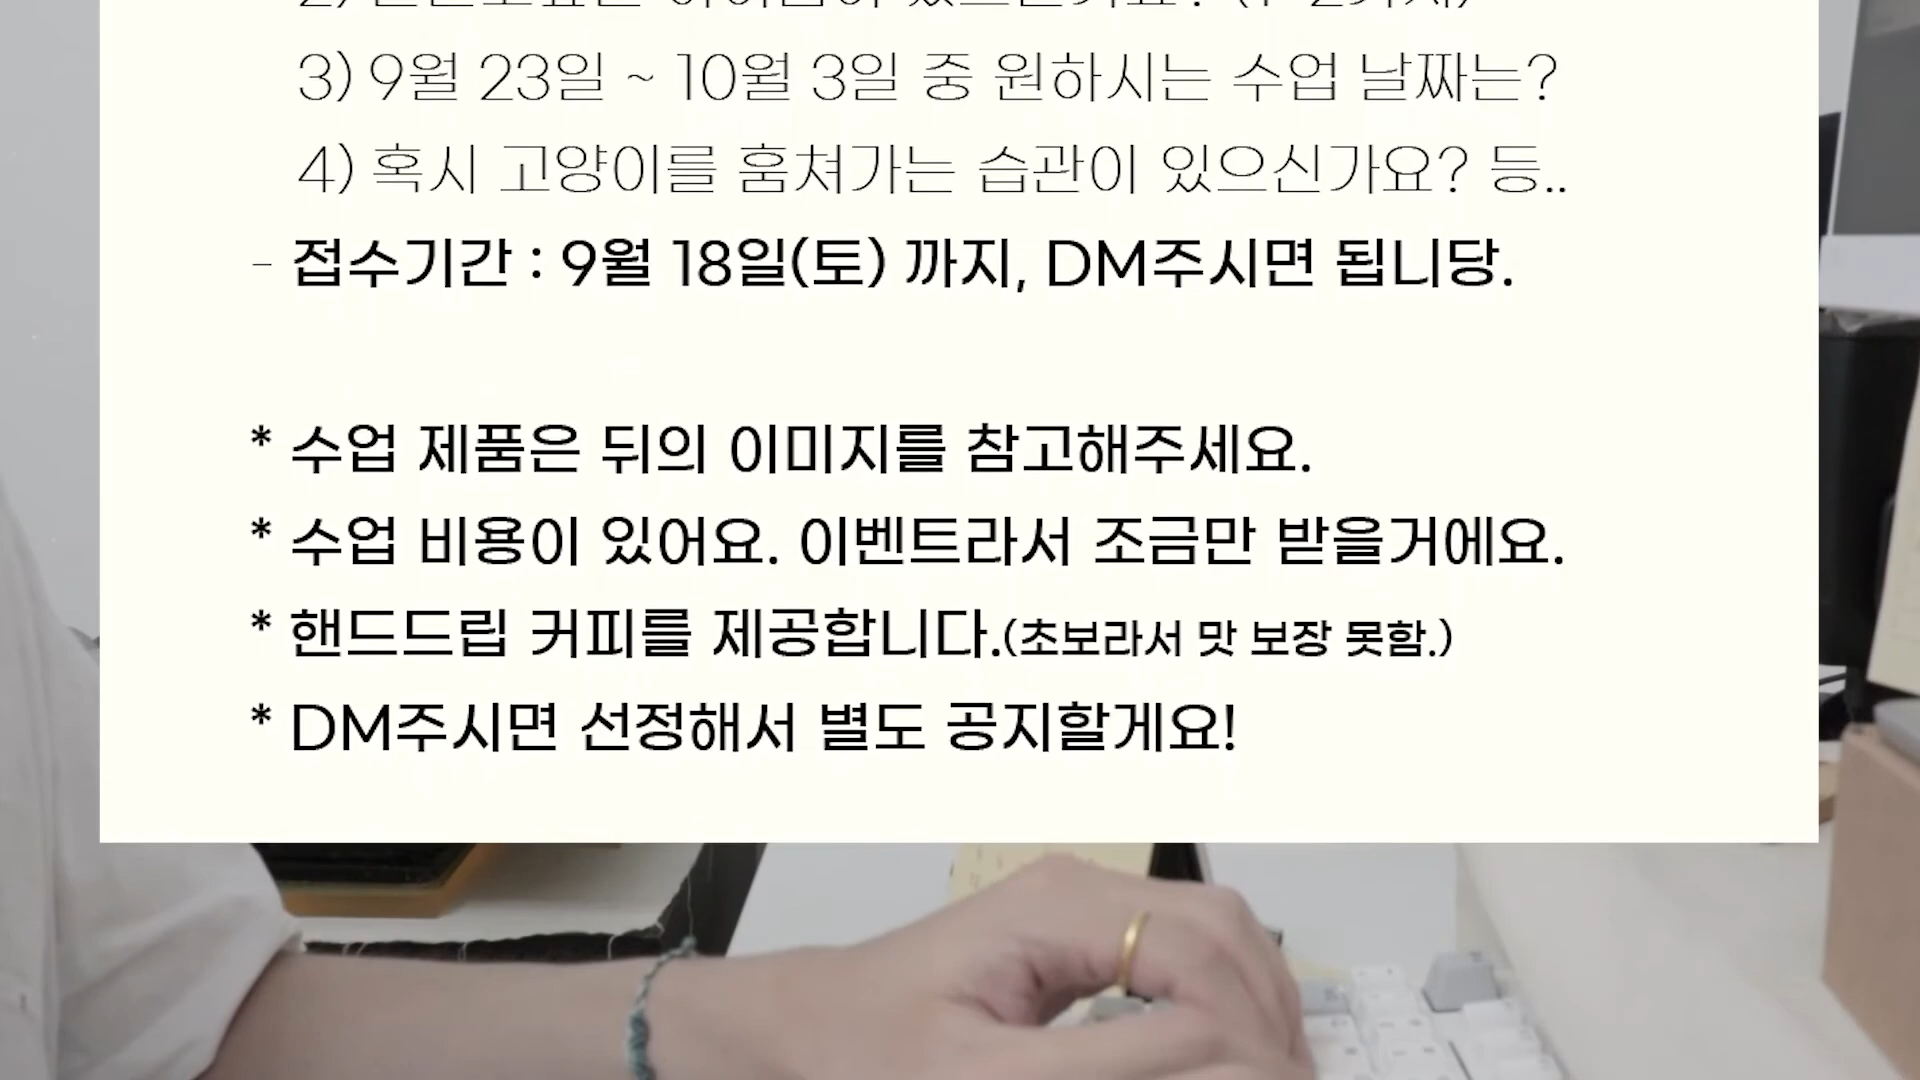 3) 9월 23일 ~ 10월 3일 중 원하시는 수업 날짜는?
4) 혹시 고양이를 훔쳐가는 습관이 있으신가요? 등..
- 접수기간 : 9월 18일(토) 까지, DM주시면 됩니당.
* 수업 제품은 뒤의 이미지를 참고해주세요.
* 수업 비용이 있어요. 이벤트라서 조금만 받을거에요.
* 핸드드립 커피를 제공합니다.(초보라서 맛 보장 못함.)
* DM주시면 선정해서 별도 공지할게요!